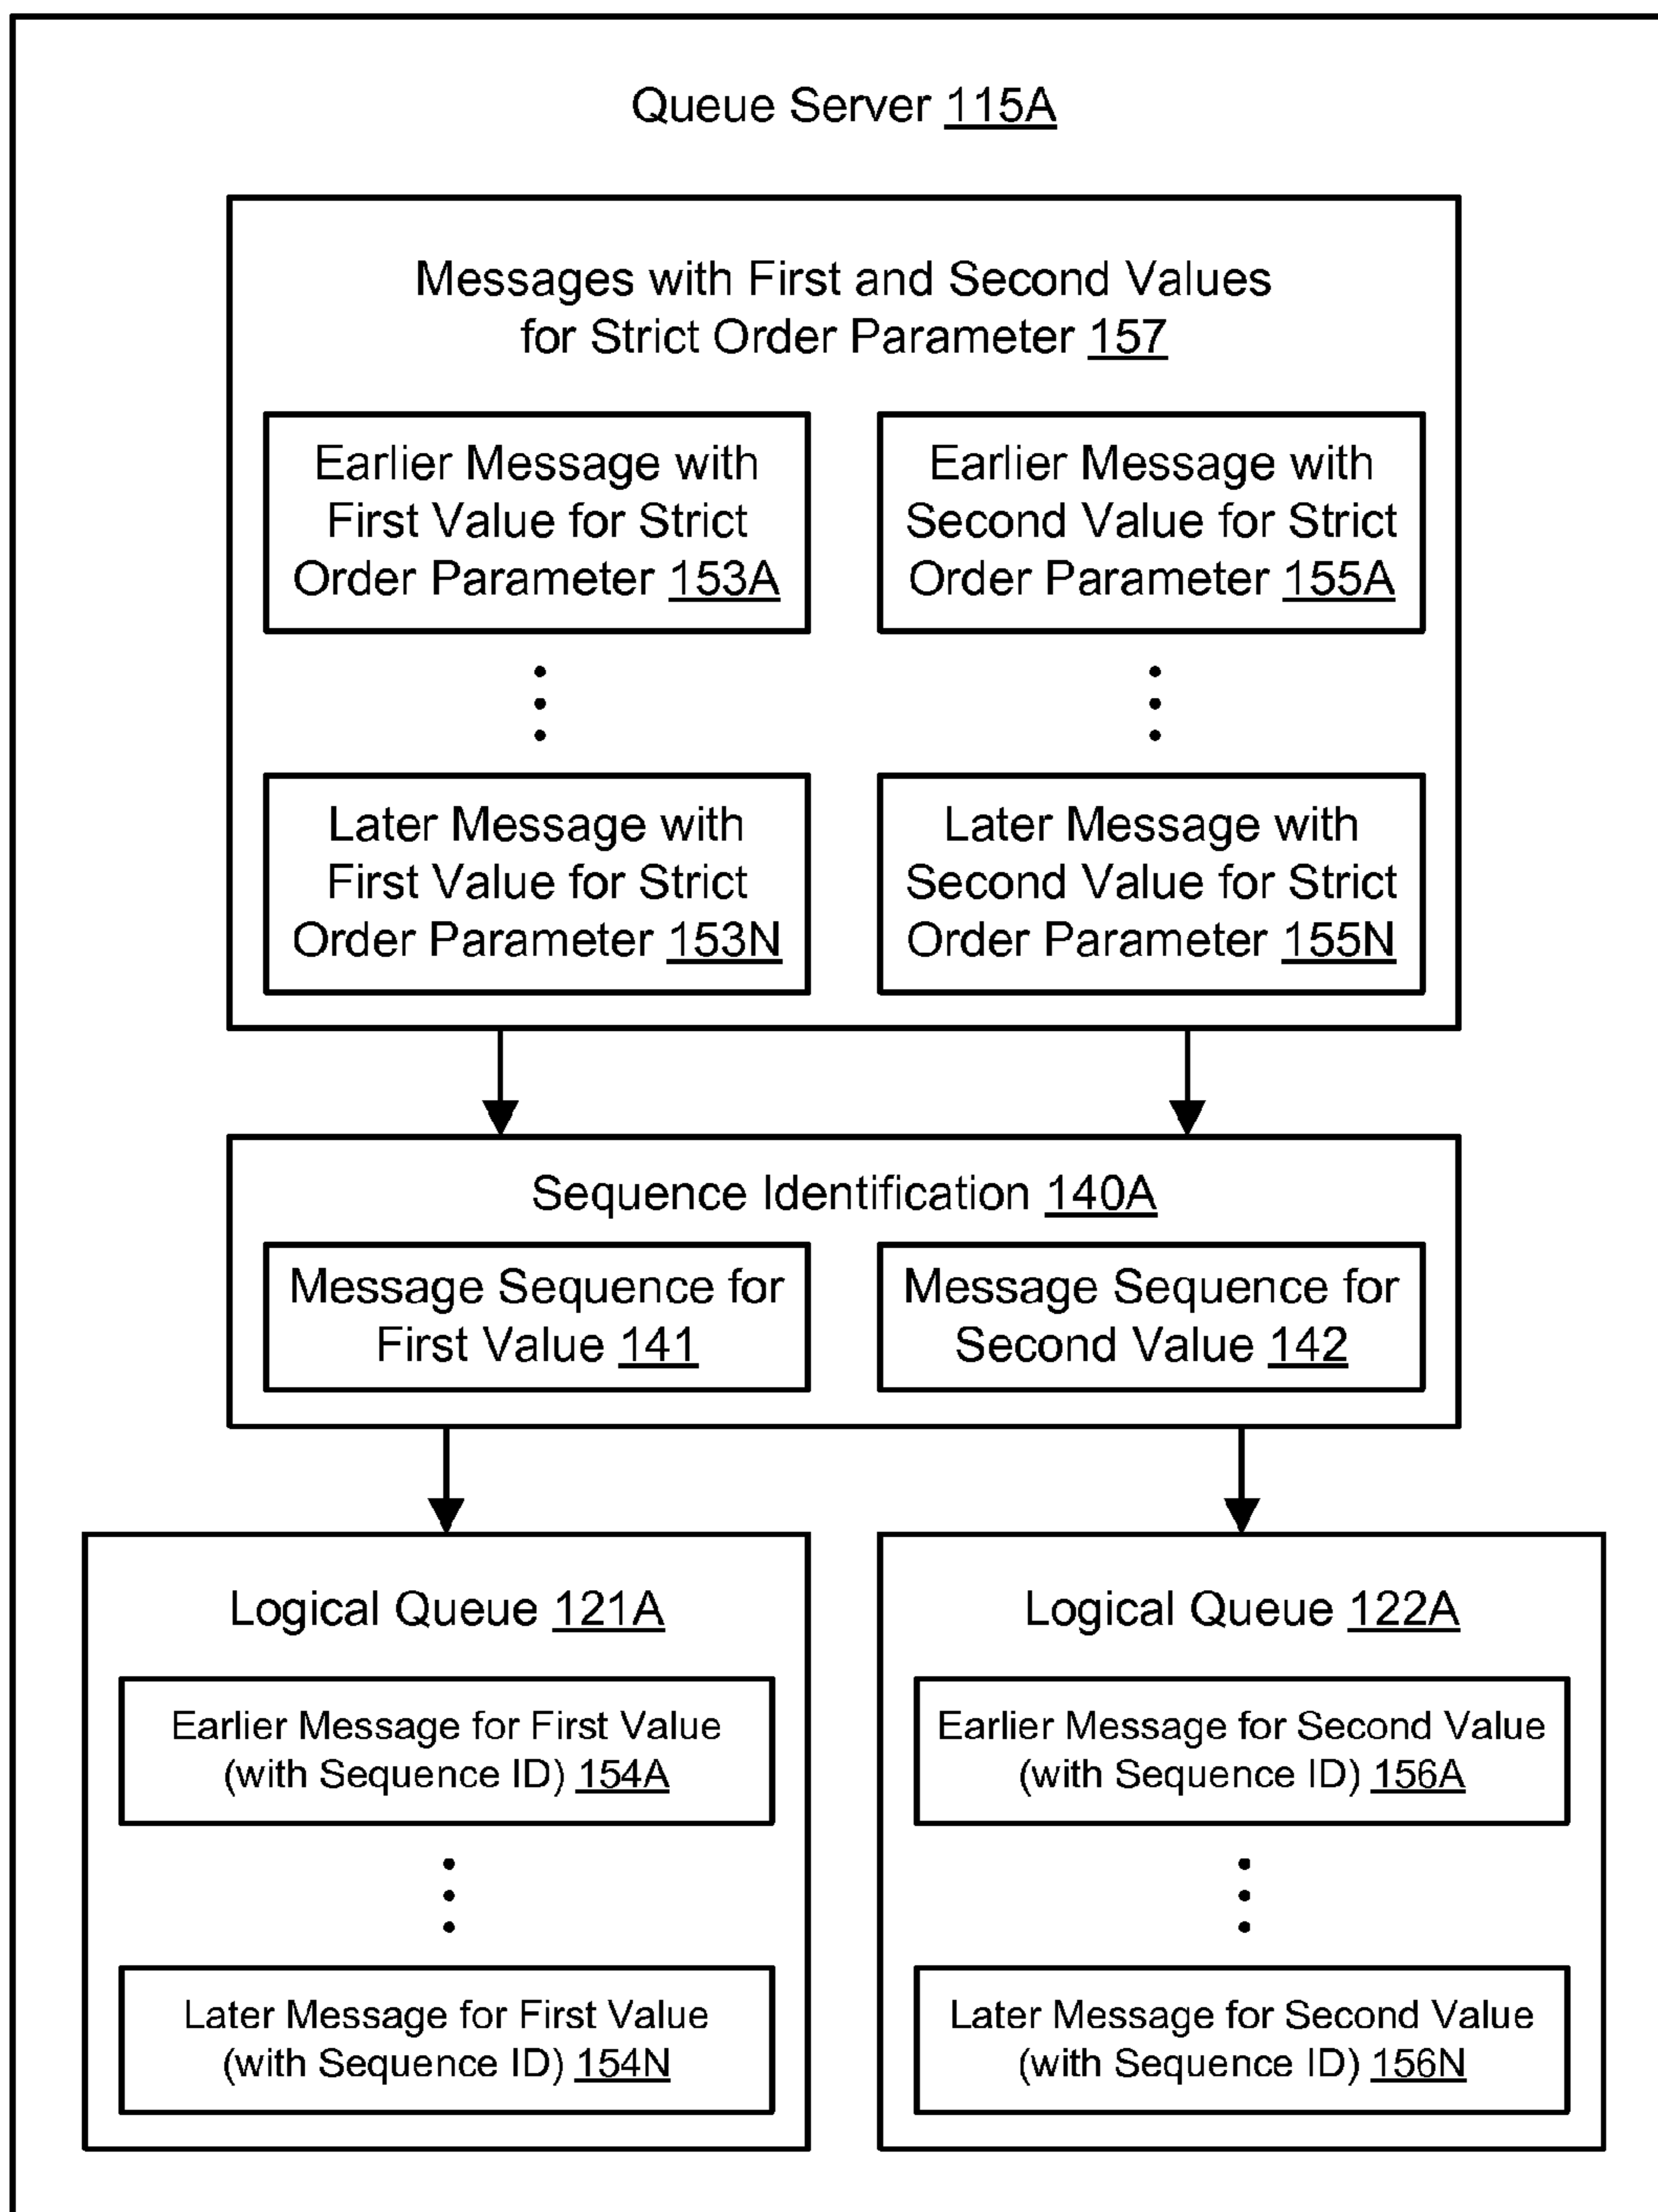 Queue Server 115A
Messages with First and Second Values
for Strict Order Parameter 157
Earlier Message with
First Value for Strict
Order Parameter 153A
Earlier Message with
Second Value for Strict
Order Parameter 155A
Later Message with
First Value for Strict
Order Parameter 153N
Later Message with
Second Value for Strict
Order Parameter 155N
Sequence Identification 140A
Message Sequence for
First Value 141
Message Sequence for
Second Value 142
Logical Queue 121A
Earlier Message for First Value
(with Sequence ID) 154A
Later Message for First Value
(with Sequence ID) 154N
Logical Queue 122A
Earlier Message for Second Value
(with Sequence ID) 156A
Later Message for Second Value
(with Sequence ID) 156N